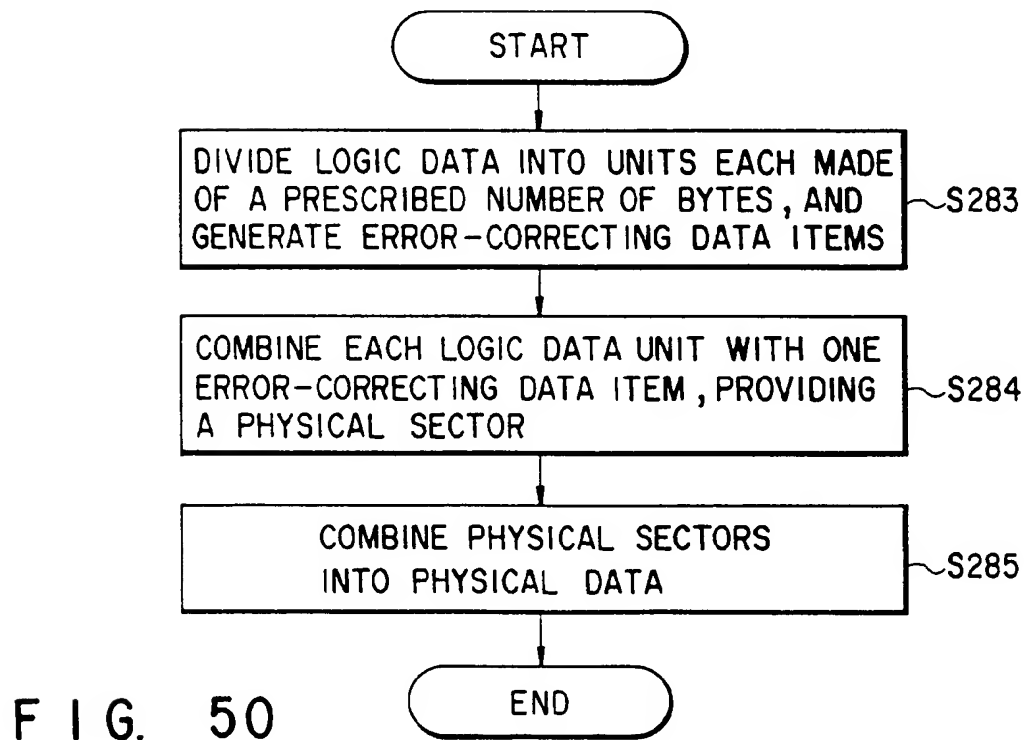 START
DIVIDE LOGIC DATA INTO UNITS EACH MADE
OF A PRESCRIBED NUMBER OF BYTES, AND
GENERATE ERROR-CORRECTING DATA ITEMS
S283
COMBINE EACH LOGIC DATA UNIT WITH ONE
ERROR-CORRECTING DATA ITEM, PROVIDING
A PHYSICAL SECTOR
S284
COMBINE PHYSICAL SECTORS
INTO PHYSICAL DATA
S285
END
FIG. 50